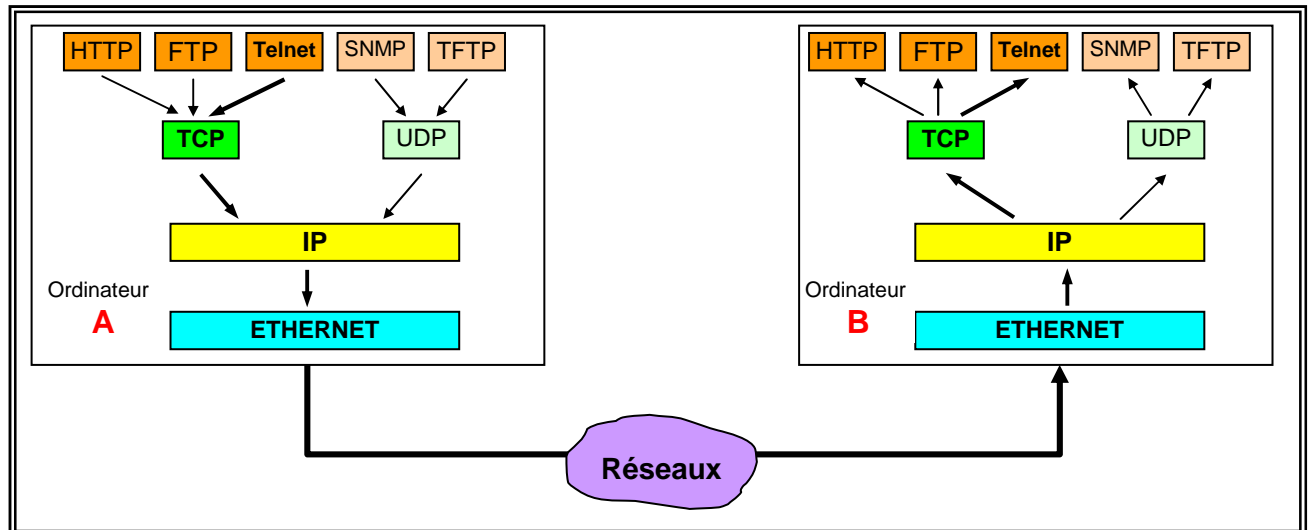 HTTP FTP Telnet SNMP TFTP
TCP UDP
IP
Ordinateur
A
ETHERNET
HTTP FTP Telnet SNMP TFTP
TCP UDP
IP
Ordinateur
B
ETHERNET
Réseaux